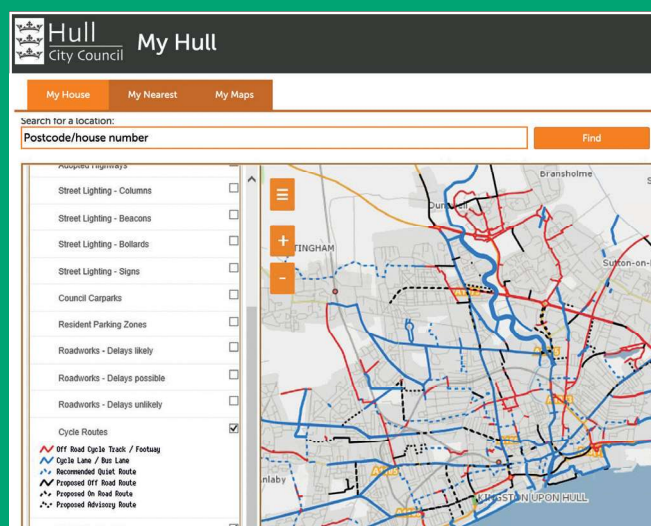 Hull
City Council
My Hull
My House
My Nearest
My Maps
Search for a location:
Postcode/house number
Find
Adopted Highways
Street Lighting - Columns
Street Lighting - Beacons
Street Lighting - Bollards
Street Lighting - Signs
Council Carparks
Resident Parking Zones
Roadworks - Delays likely
Roadworks - Delays possible
Roadworks - Delays unlikely
Cycle Routes
Off Road Cycle Track / Footway
Cycle Lane / Bus Lane
Recommended Quiet Route
Proposed Off Road Route
Proposed On Road Route
Proposed Advisory Route
Bransholme
TINGHAM
Sutton-on-
nlaby
KINGSTON UPON HULL